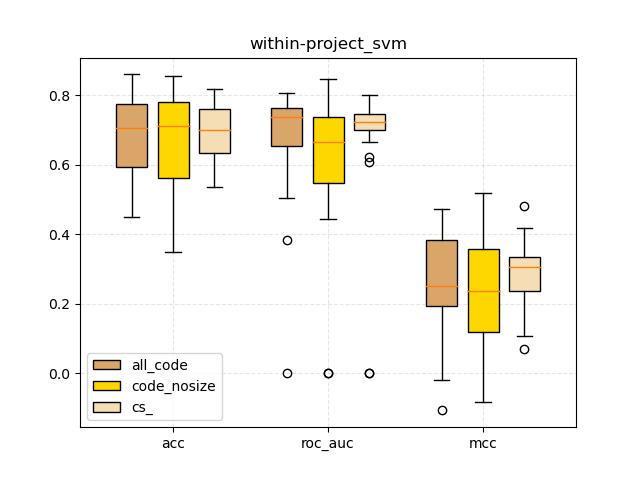 within-project_svm
0.8
0.6
0.4
0.2
0.0
all_code
code_nosize
cs_
acc
roc_auc
mcc